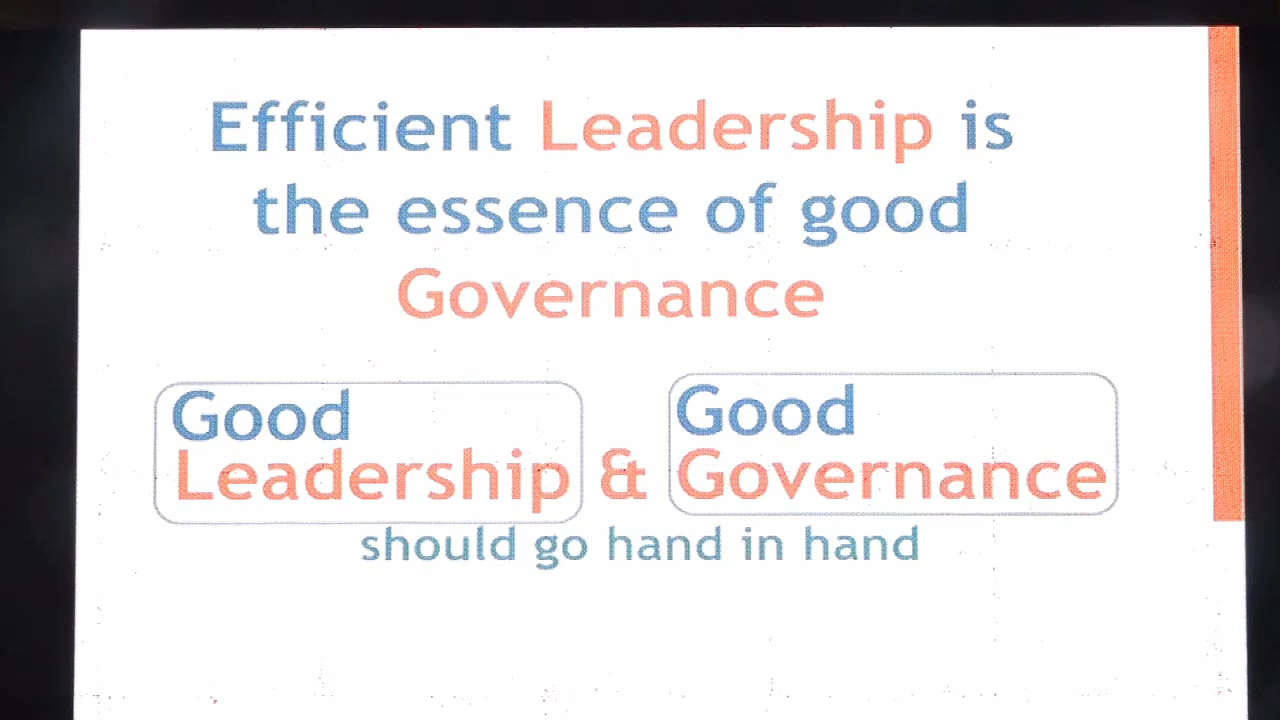 Efficient Leadership is
the essence of good
Governance
Good Leadership & Good Governance
should go hand in hand